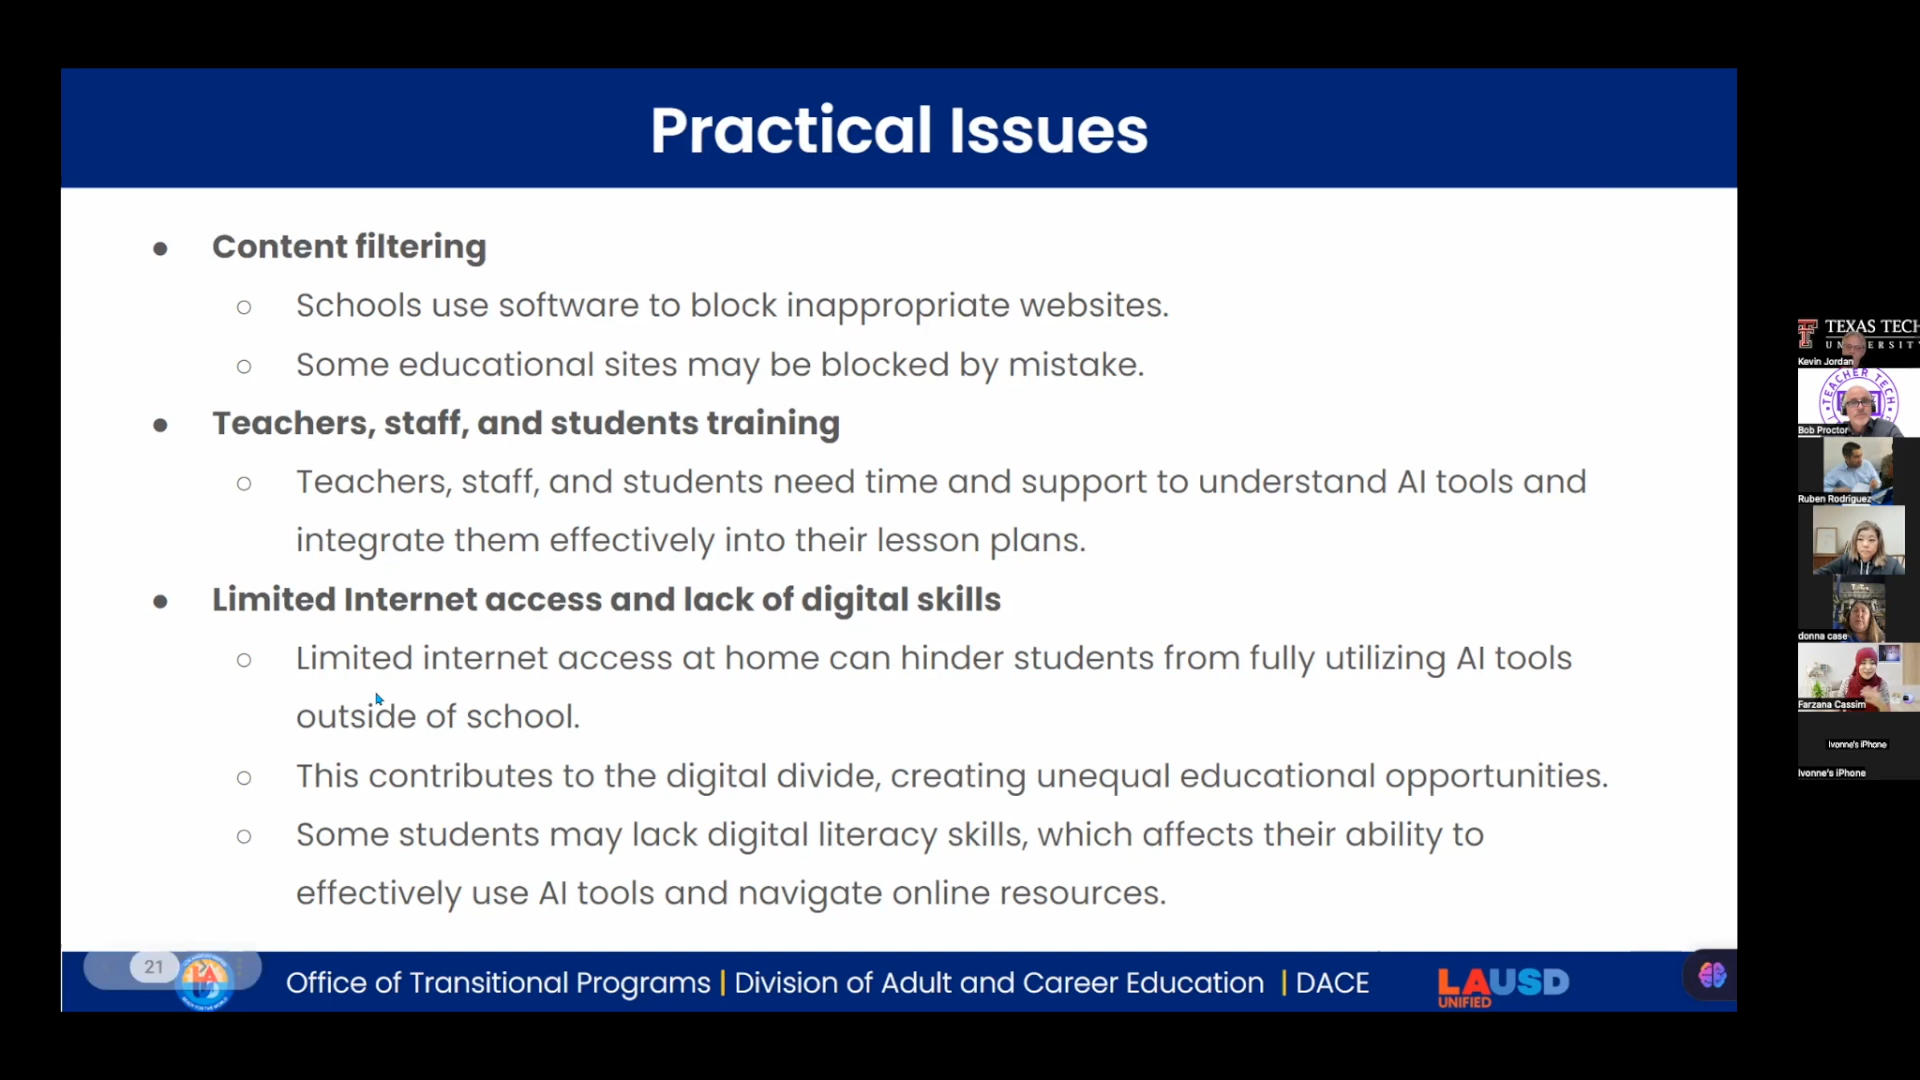 Practical Issues
● Content filtering
○ Schools use software to block inappropriate websites.
○ Some educational sites may be blocked by mistake.
● Teachers, staff, and students training
○ Teachers, staff, and students need time and support to understand AI tools and
integrate them effectively into their lesson plans.
● Limited Internet access and lack of digital skills
○ Limited internet access at home can hinder students from fully utilizing AI tools
outside of school.
○ This contributes to the digital divide, creating unequal educational opportunities.
○ Some students may lack digital literacy skills, which affects their ability to
effectively use AI tools and navigate online resources.
21
Office of Transitional Programs | Division of Adult and Career Education | DACE
LAUSD
UNIFIED
TEXAS TECH
Kevin Jordan
TEACHER TECH
Bob Proctor
Ruben Rodriguez
donna case
Farzana Cassim
Ivonne's iPhone
Ivonne's iPhone